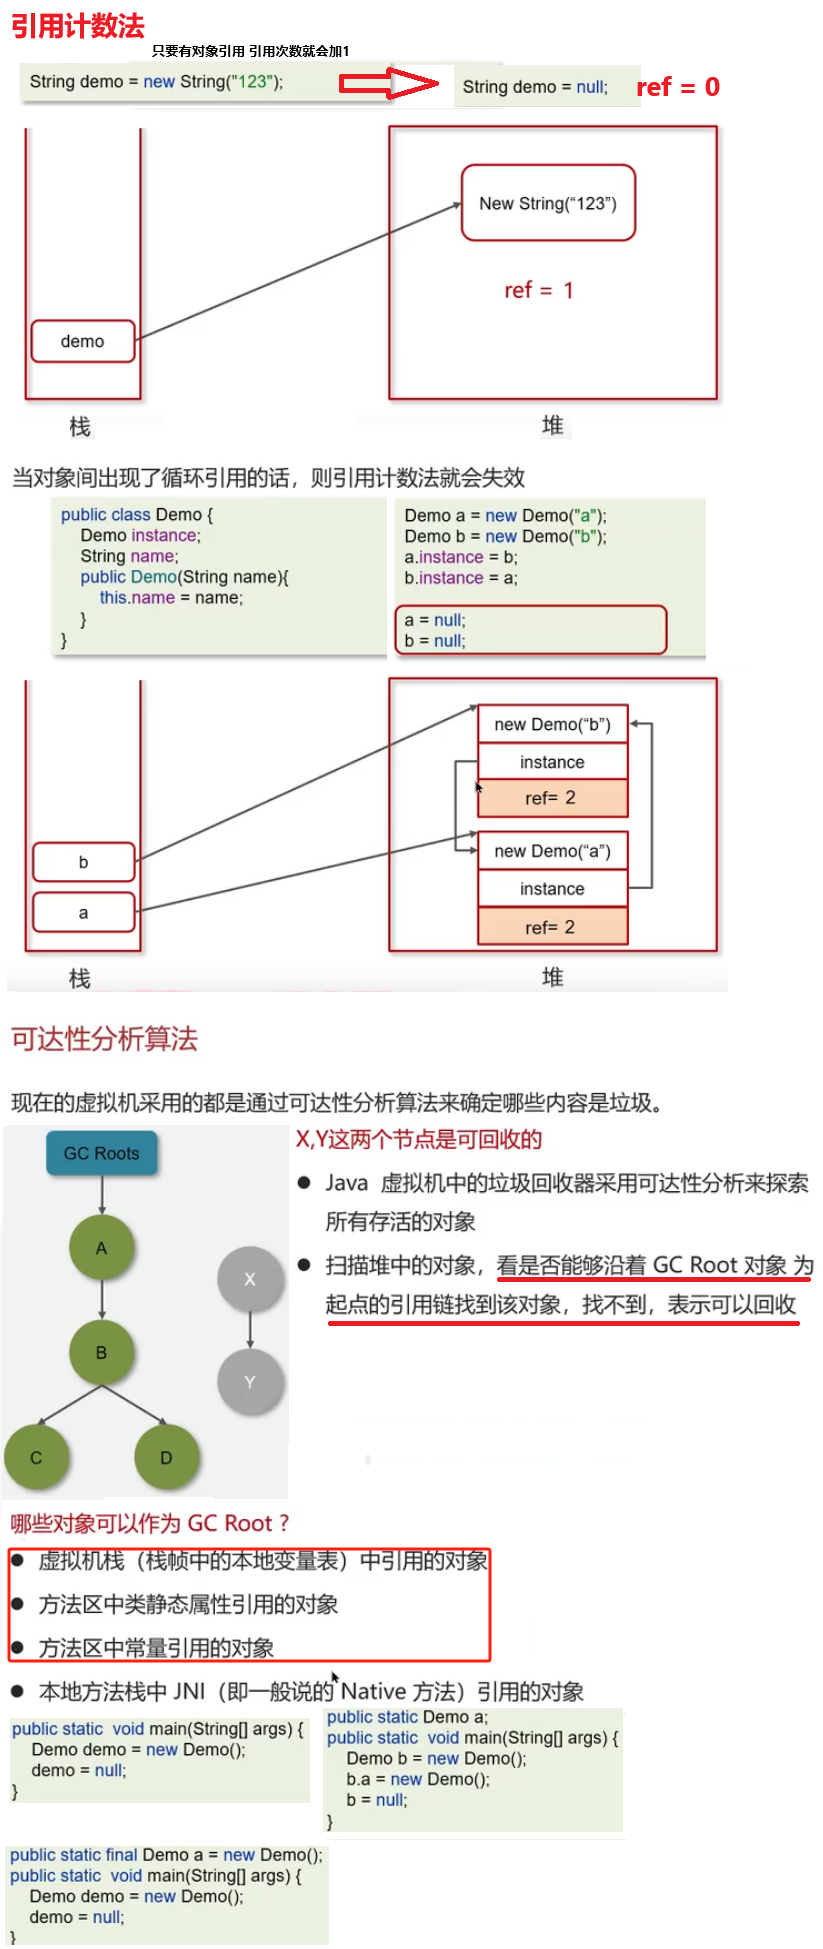 引用计数法
只要有对象引用 引用次数就会加1
String demo = new String("123");
String demo = null;
ref = 0
New String(“123”)
ref = 1
demo
栈
堆
当对象间出现了循环引用的话，则引用计数法就会失效
public class Demo {
Demo instance;
String name;
public Demo(String name){
this.name = name;
}
}
Demo a = new Demo("a");
Demo b = new Demo("b");
a.instance = b;
b.instance = a;
a = null;
b = null;
new Demo(“b”)
instance
ref= 2
b
new Demo(“a”)
instance
a
ref= 2
栈
堆
可达性分析算法
现在的虚拟机采用的都是通过可达性分析算法来确定哪些内容是垃圾。
GC Roots
A
B
C
D
X
Y
X,Y这两个节点是可回收的
● Java 虚拟机中的垃圾回收器采用可达性分析来探索
所有存活的对象
● 扫描堆中的对象，看是否能够沿着 GC Root 对象 为
起点的引用链找到该对象，找不到，表示可以回收
哪些对象可以作为 GC Root ?
● 虚拟机栈（栈帧中的本地变量表）中引用的对象
● 方法区中类静态属性引用的对象
● 方法区中常量引用的对象
● 本地方法栈中 JNI（即一般说的 Native 方法）引用的对象
public static void main(String[] args) {
Demo demo = new Demo();
demo = null;
}
public static Demo a;
public static void main(String[] args) {
Demo b = new Demo();
b.a = new Demo();
b = null;
}
public static final Demo a = new Demo();
public static void main(String[] args) {
Demo demo = new Demo();
demo = null;
}